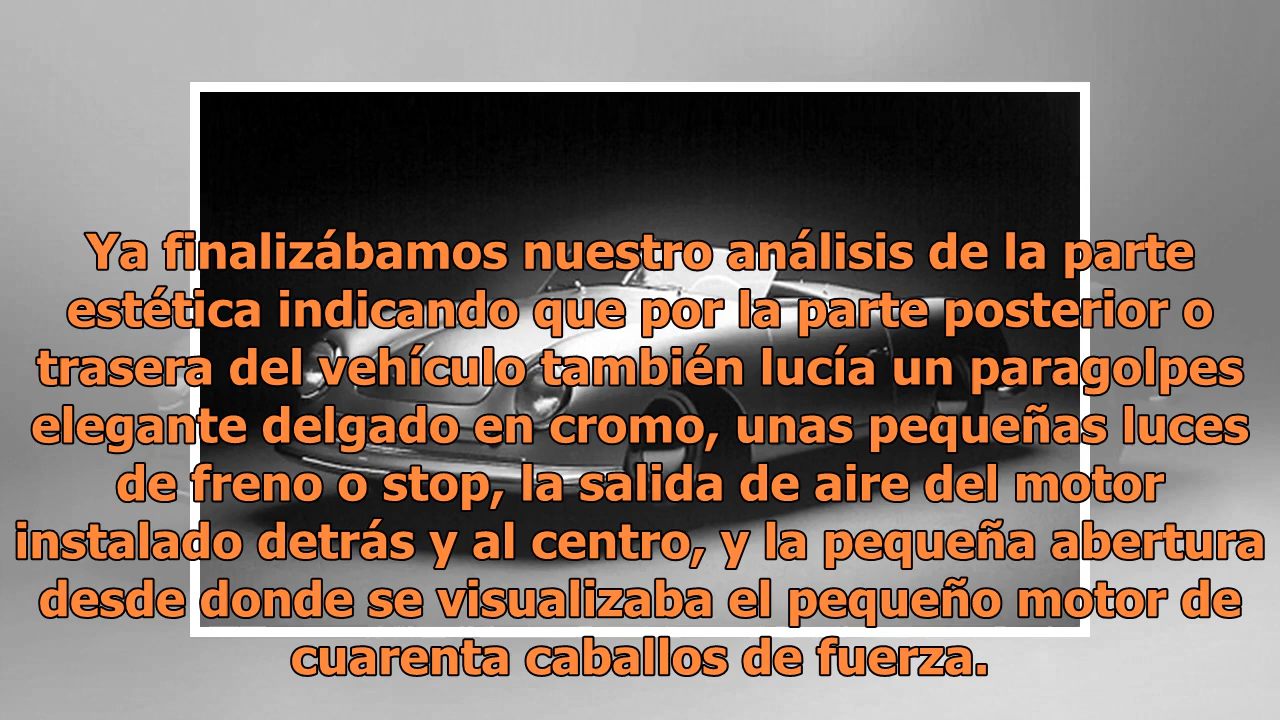 Ya finalizábamos nuestro análisis de la parte
estética indicando que por la parte posterior o
trasera del vehículo también lucía un paragolpes
elegante delgado en cromo, unas pequeñas luces
de freno o stop, la salida de aire del motor
instalado detrás y al centro, y la pequeña abertura
desde donde se visualizaba el pequeño motor de
cuarenta caballos de fuerza.